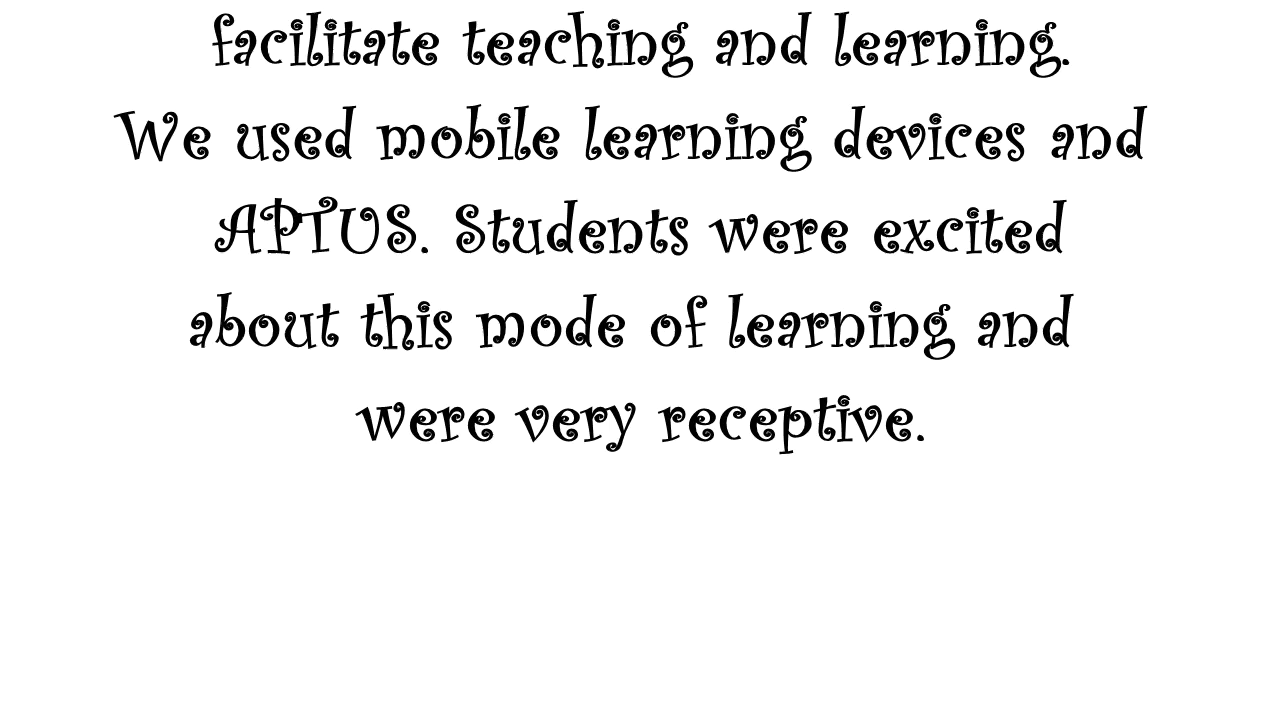 facilitate teaching and learning.
We used mobile learning devices and
APTUS. Students were excited
about this mode of learning and
were very receptive.